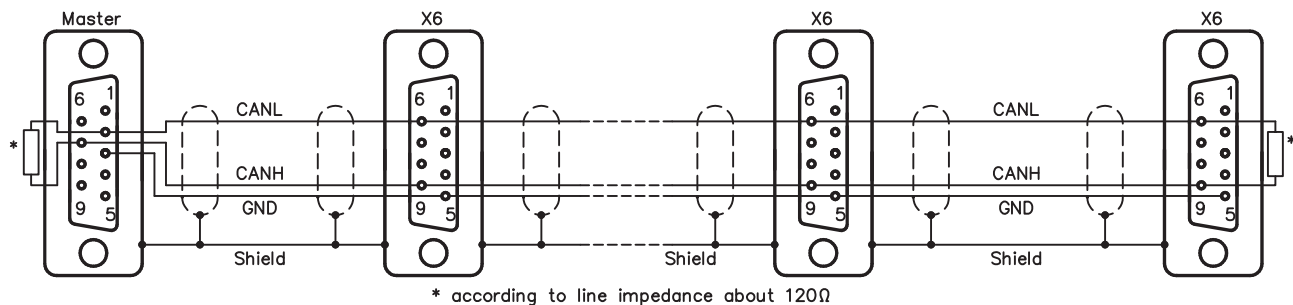 Master X6 X6 X6
6 1 6 1 6 1 6 1
CANL CANL
* *
CANH CANH
GND GND
9 5 9 5 9 5 9 5
Shield Shield Shield
* according to line impedance about 120Ω